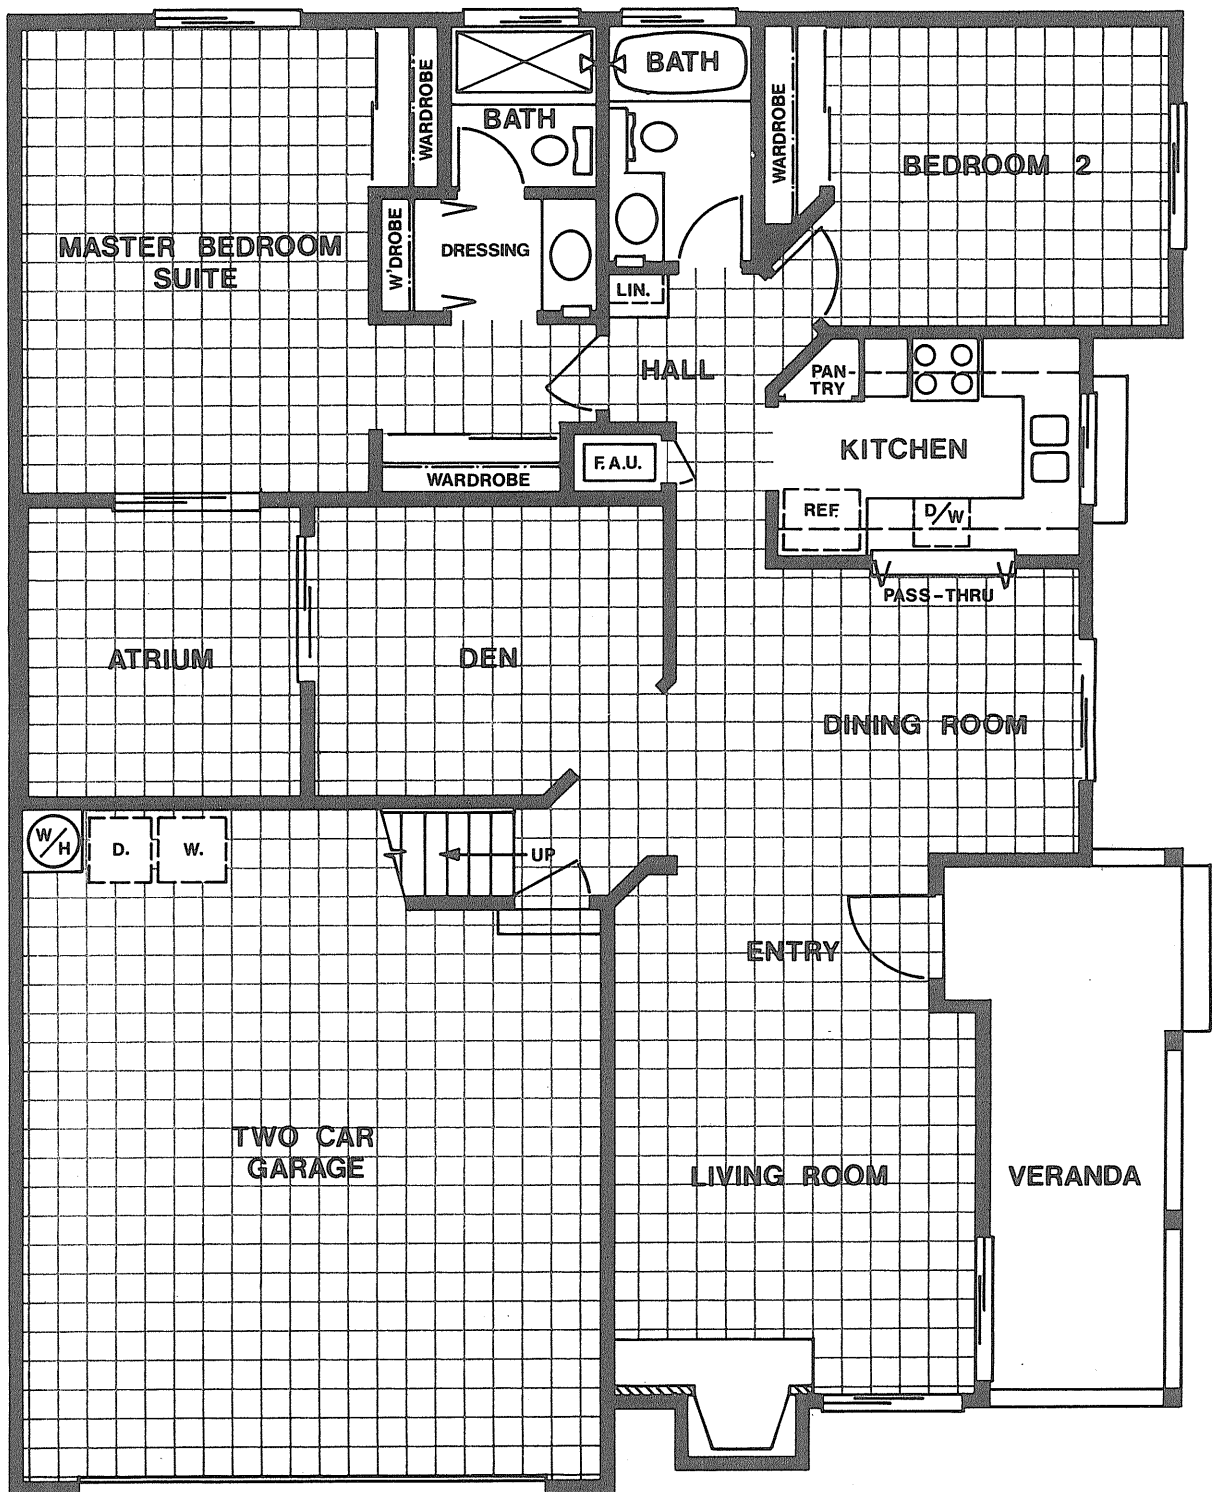 BATH
WARDROBE
BATH
WARDROBE
BEDROOM 2
MASTER BEDROOM
SUITE
W'DROBE
DRESSING
LIN.
HALL
PAN-
TRY
KITCHEN
F.A.U.
WARDROBE
REF.
D/W
PASS-THRU
ATRIUM
DEN
DINING ROOM
W/H
D.
W.
UP
ENTRY
TWO CAR
GARAGE
LIVING ROOM
VERANDA